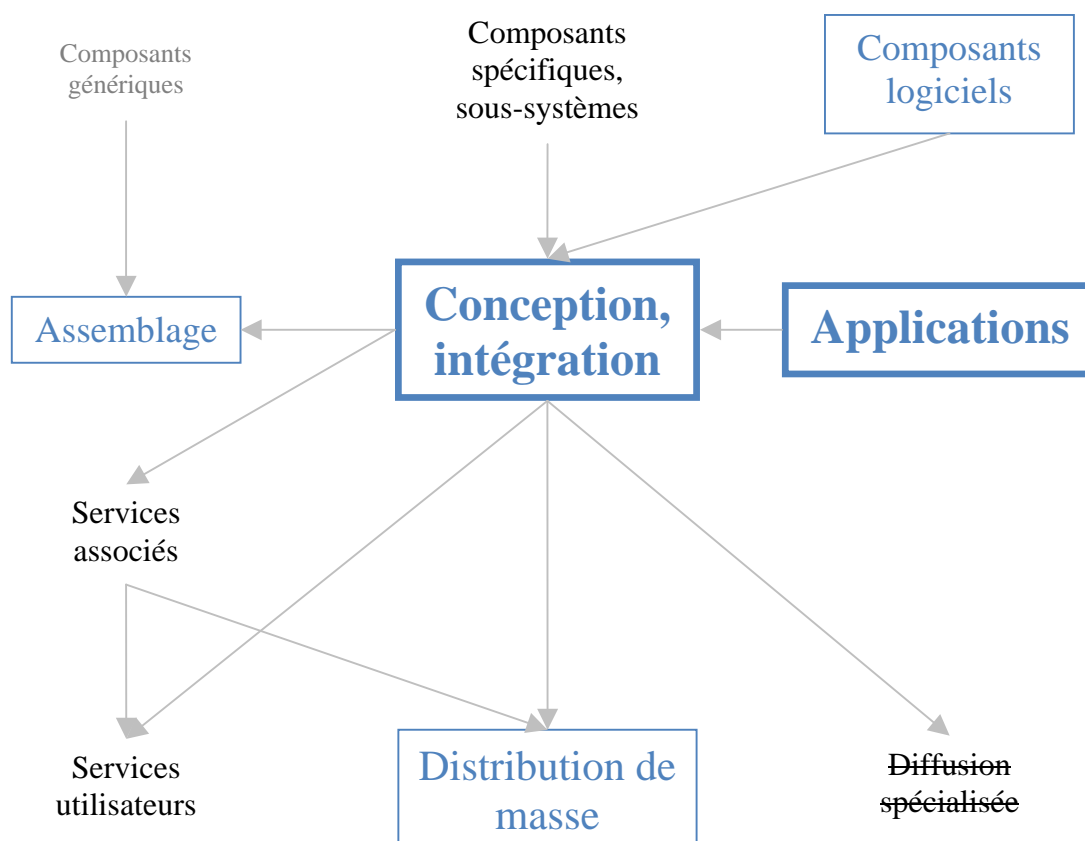 Composants
génériques
Composants
spécifiques,
sous-systèmes
Composants
logiciels
Assemblage
Conception,
intégration
Applications
Services
associés
Services
utilisateurs
Distribution de
masse
Diffusion
spécialisée